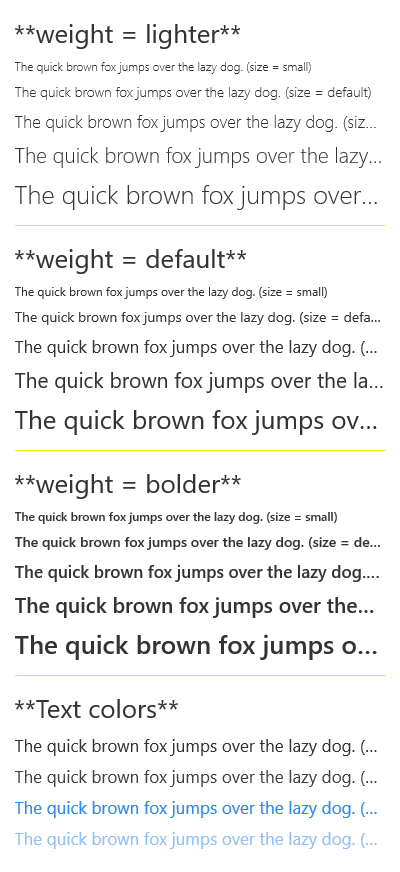 **weight = lighter**
The quick brown fox jumps over the lazy dog. (size = small)
The quick brown fox jumps over the lazy dog. (size = default)
The quick brown fox jumps over the lazy dog. (siz...
The quick brown fox jumps over the lazy...
The quick brown fox jumps over...
**weight = default**
The quick brown fox jumps over the lazy dog. (size = small)
The quick brown fox jumps over the lazy dog. (size = defa...
The quick brown fox jumps over the lazy dog. (...
The quick brown fox jumps over the la...
The quick brown fox jumps ov...
**weight = bolder**
The quick brown fox jumps over the lazy dog. (size = small)
The quick brown fox jumps over the lazy dog. (size = de...
The quick brown fox jumps over the lazy dog....
The quick brown fox jumps over the...
The quick brown fox jumps o...
**Text colors**
The quick brown fox jumps over the lazy dog. (...
The quick brown fox jumps over the lazy dog. (...
The quick brown fox jumps over the lazy dog. (...
The quick brown fox jumps over the lazy dog. (...